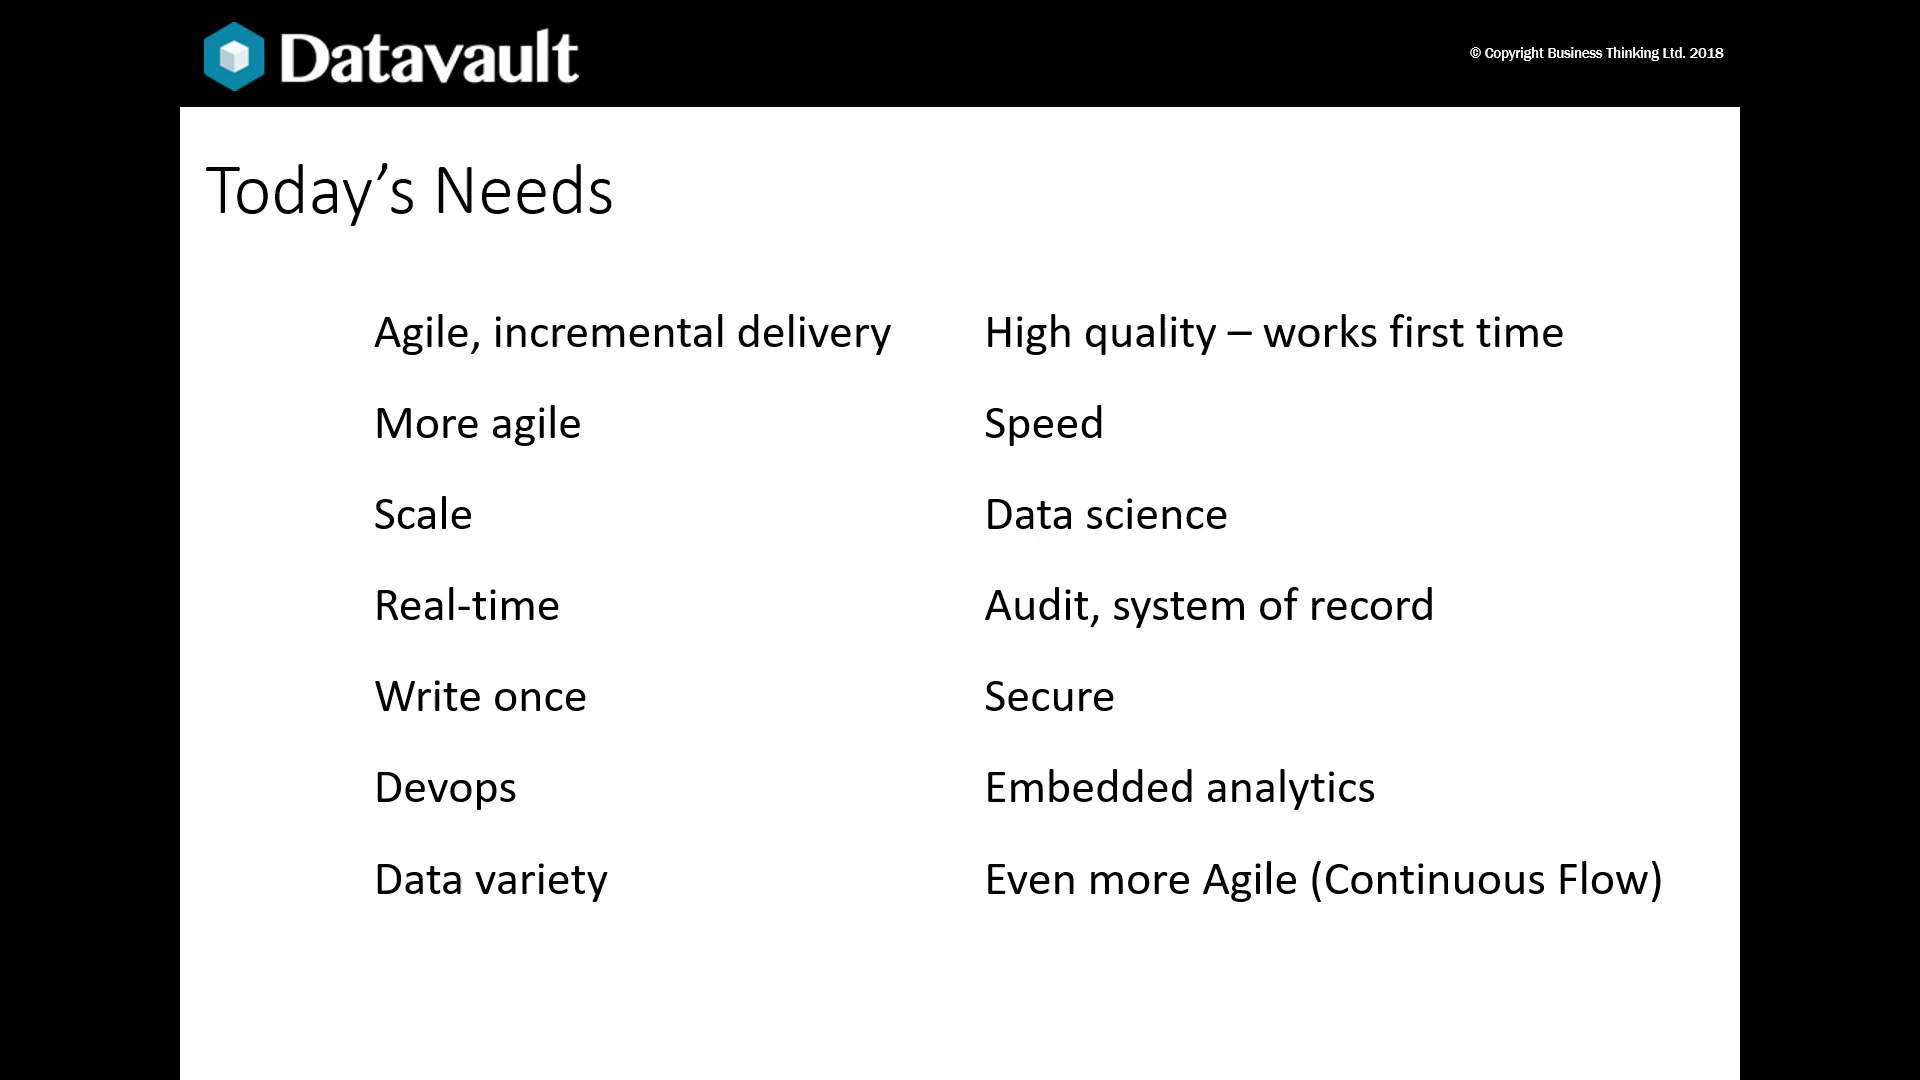 Datavault
© Copyright Business Thinking Ltd. 2018
Today’s Needs
Agile, incremental delivery
More agile
Scale
Real-time
Write once
Devops
Data variety
High quality – works first time
Speed
Data science
Audit, system of record
Secure
Embedded analytics
Even more Agile (Continuous Flow)